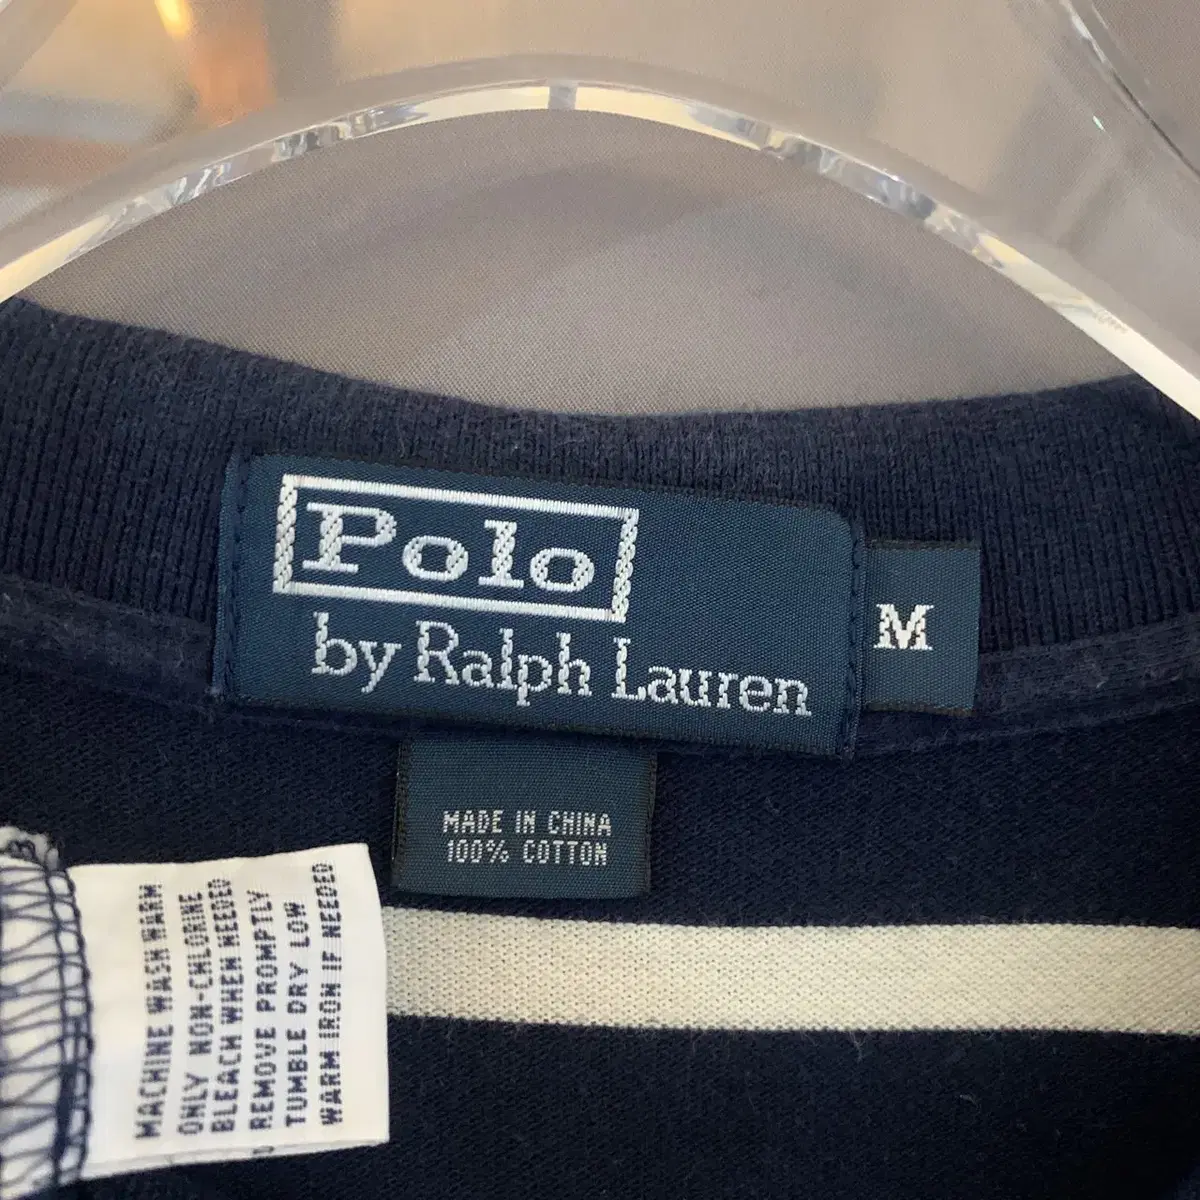 Polo
by Ralph Lauren
M
MADE IN CHINA
100% COTTON
MACHINE WASH WARM
ONLY NON-CHLORINE
BLEACH WHEN NEEDED
REMOVE PROMPTLY
TUMBLE DRY LOW
WARM IRON IF NEEDED